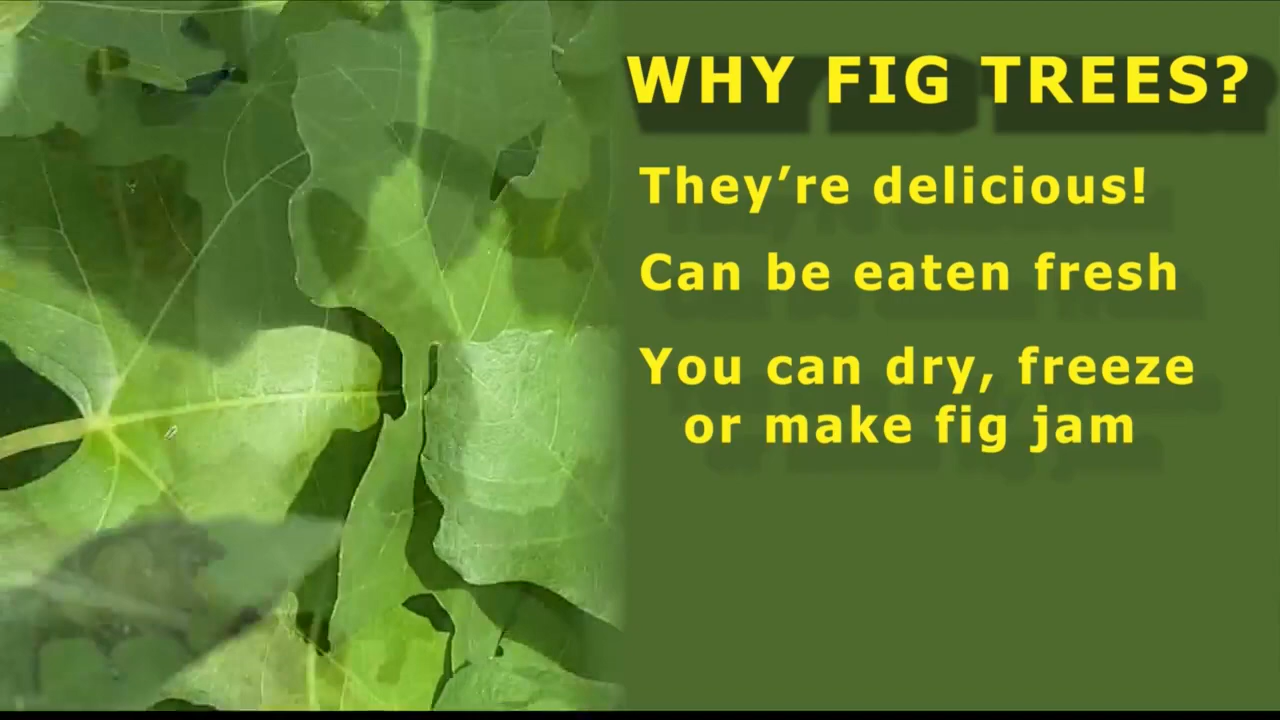 WHY FIG TREES?
They’re delicious!
Can be eaten fresh
You can dry, freeze
or make fig jam